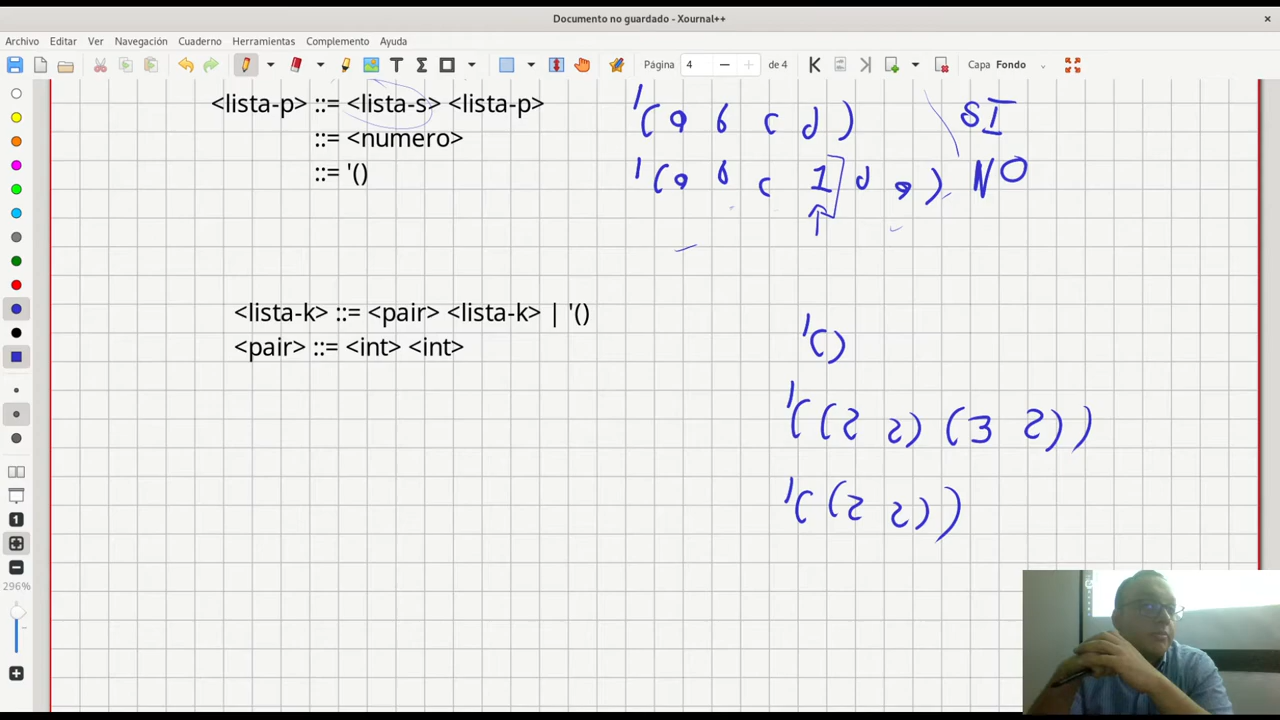 Documento no guardado - Xournal++
Archivo Editar Ver Navegación Cuaderno Herramientas Complemento Ayuda
Página 4 de 4 Capa Fondo
<lista-p> ::= <lista-s> <lista-p>
::= <numero>
::= '()
'(a b c d) SI
'(a b c 1 d a) NO
<lista-k> ::= <pair> <lista-k> | '()
<pair> ::= <int> <int>
'()
'((2 2) (3 2))
'((2 2))
296%